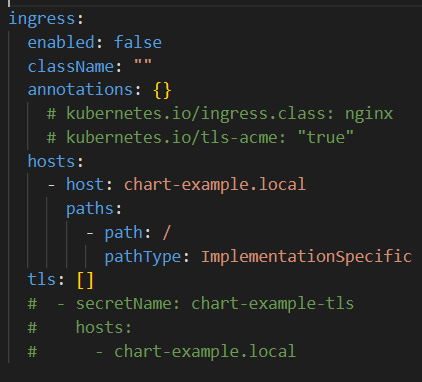 ingress:
  enabled: false
  className: ""
  annotations: {}
    # kubernetes.io/ingress.class: nginx
    # kubernetes.io/tls-acme: "true"
  hosts:
    - host: chart-example.local
      paths:
        - path: /
          pathType: ImplementationSpecific
  tls: []
  #  - secretName: chart-example-tls
  #    hosts:
  #      - chart-example.local